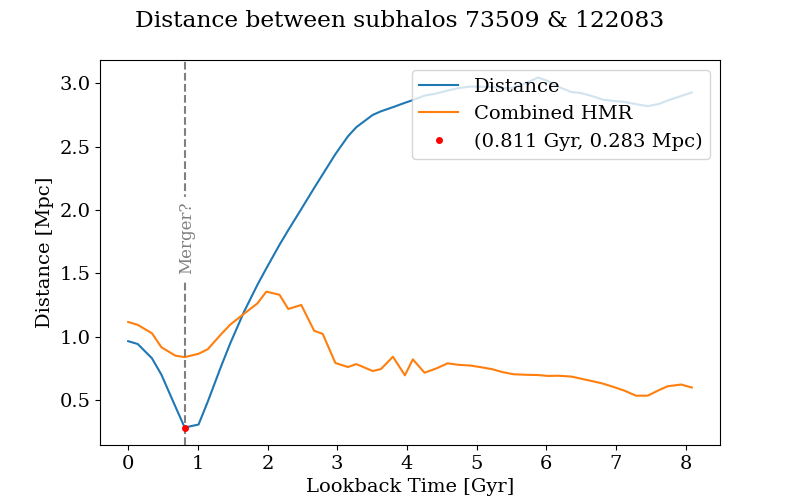 Distance between subhalos 73509 & 122083
Distance
Combined HMR
(0.811 Gyr, 0.283 Mpc)
Merger?
Distance [Mpc]
3.0
2.5
2.0
1.5
1.0
0.5
0 1 2 3 4 5 6 7 8
Lookback Time [Gyr]